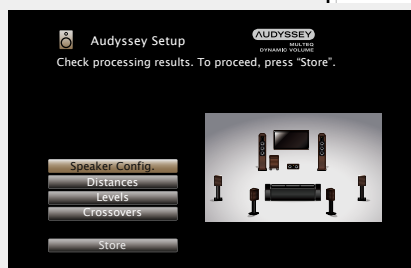 Audyssey Setup
AUDYSSEY
MULTEQ
DYNAMIC VOLUME
Check processing results. To proceed, press “Store”.
Speaker Config.
Distances
Levels
Crossovers
Store